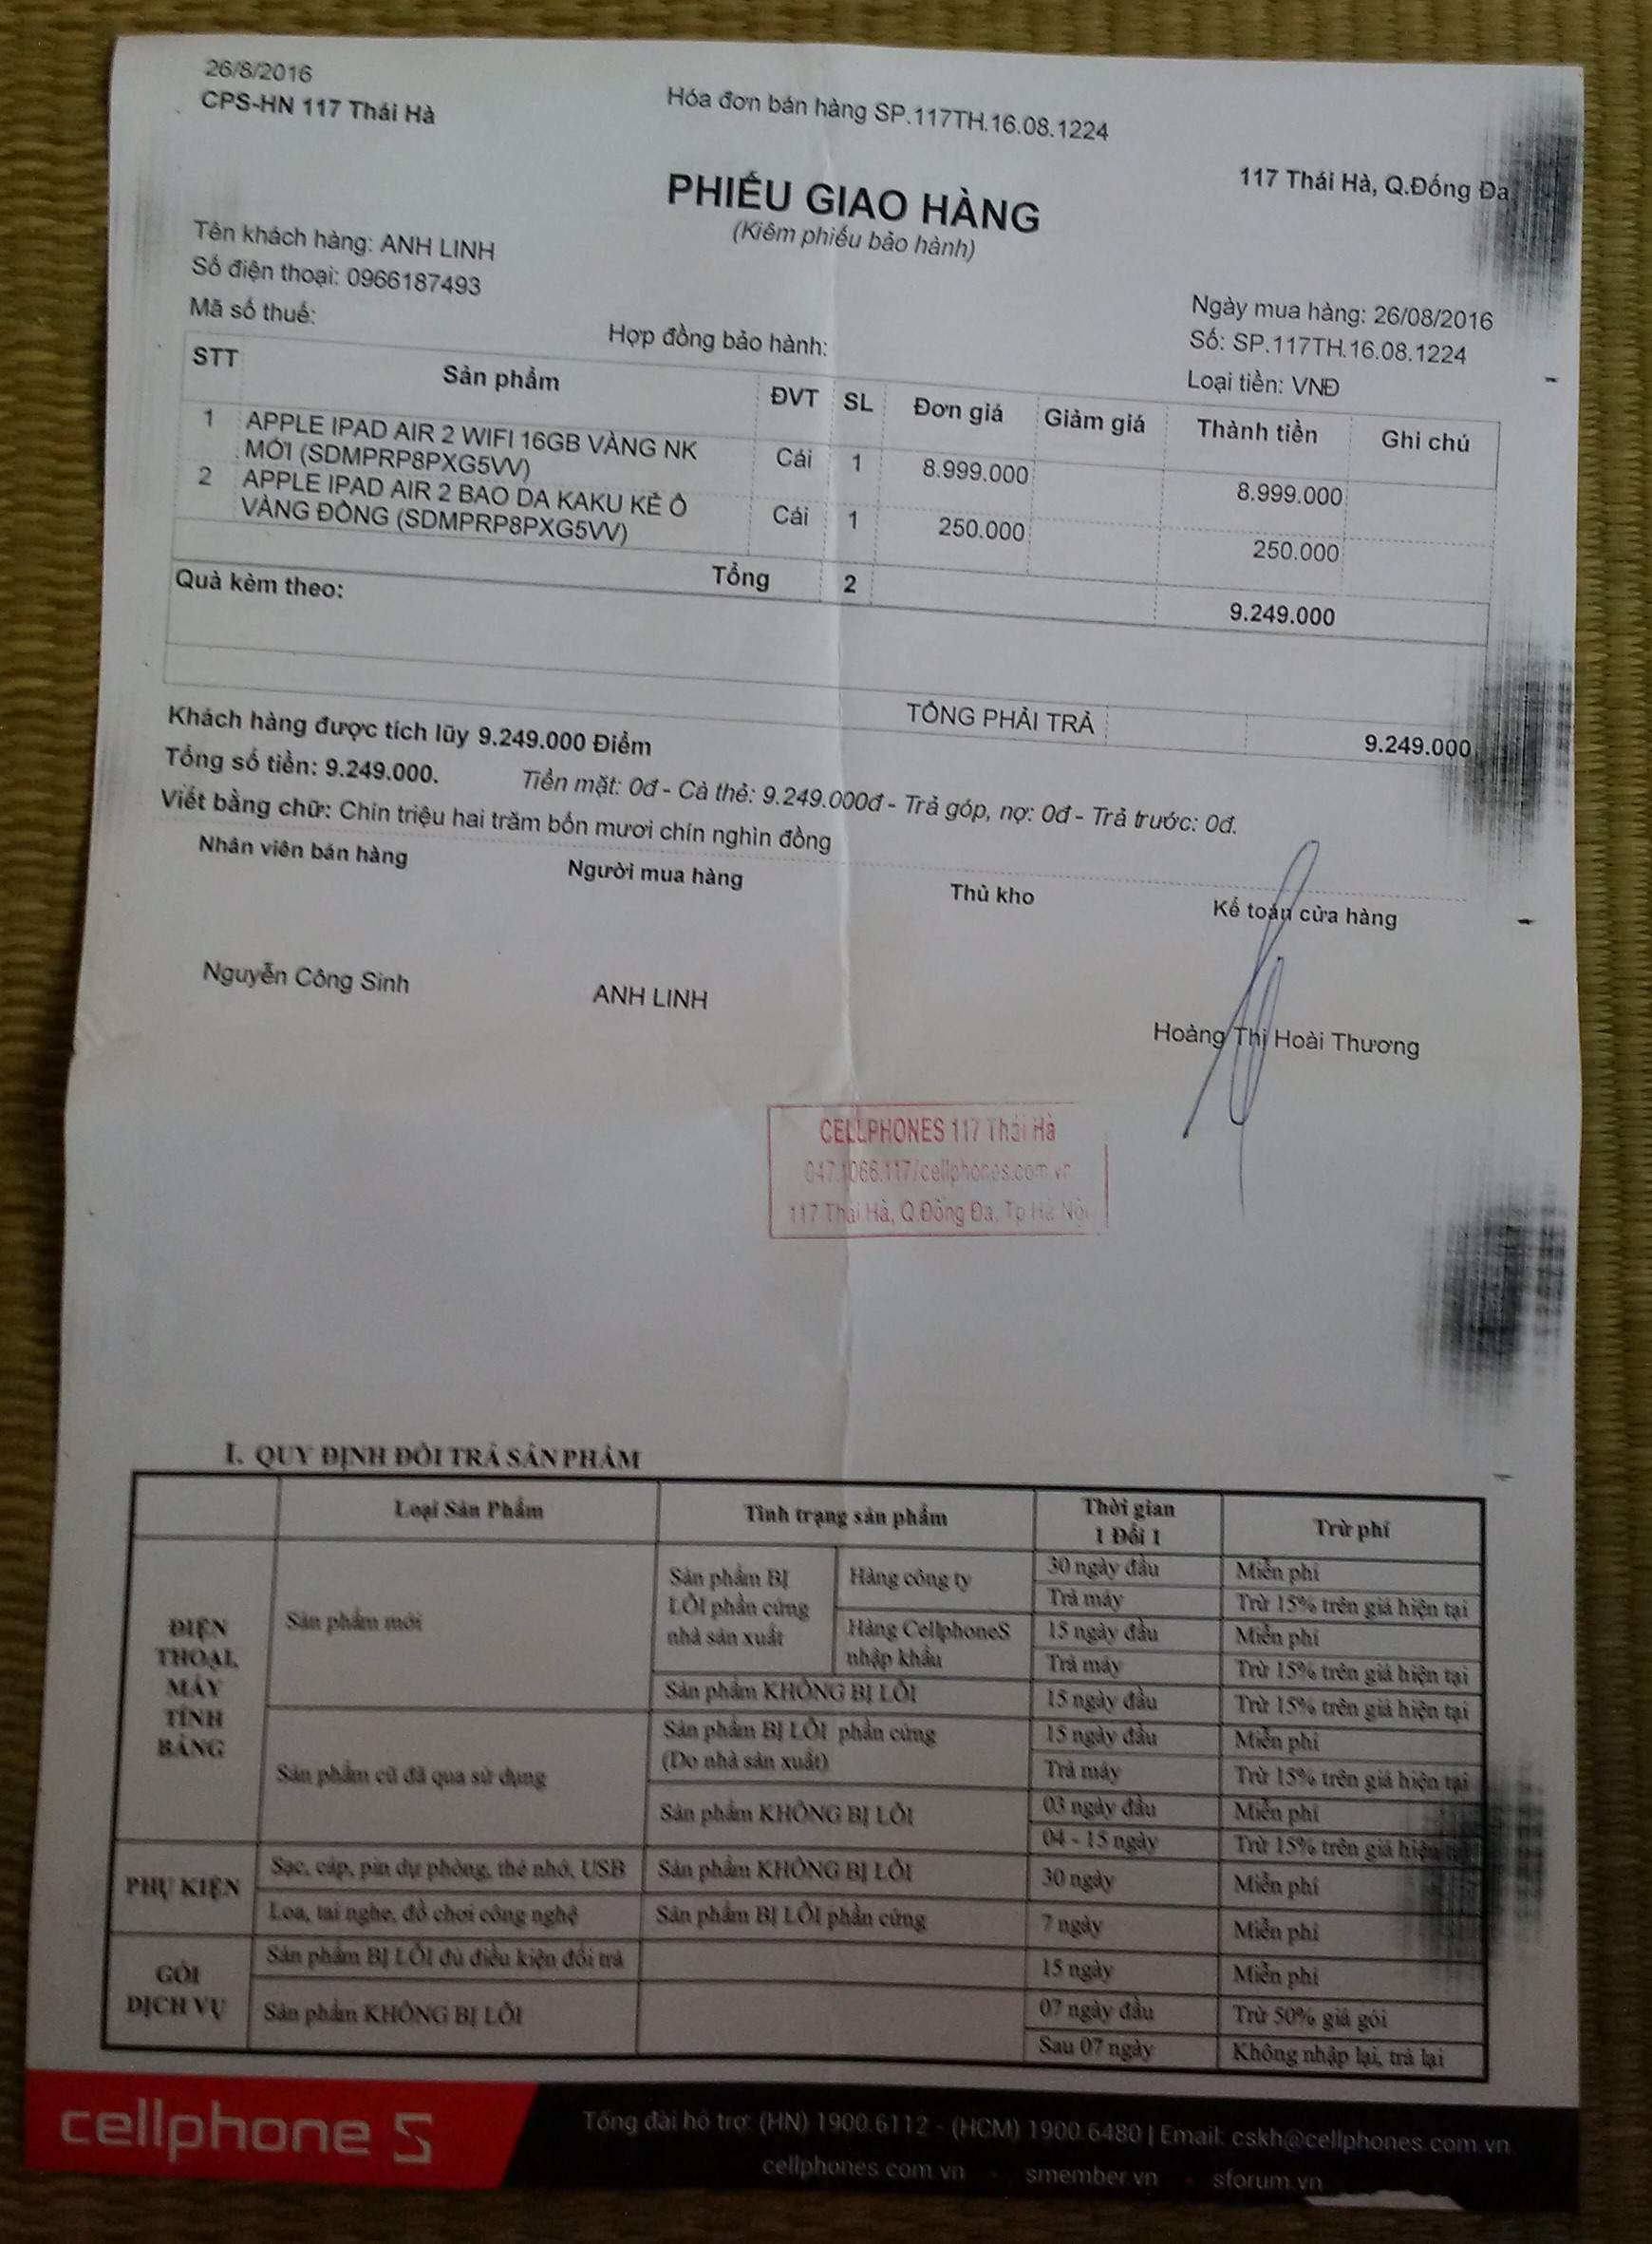 26/8/2016
CPS-HN 117 Thái Hà
Hóa đơn bán hàng SP.117TH.16.08.1224
117 Thái Hà, Q.Đống Đa
PHIẾU GIAO HÀNG
(Kiêm phiếu bảo hành)
Tên khách hàng: ANH LINH
Số điện thoại: 0966187493
Mã số thuế:
Hợp đồng bảo hành:
Ngày mua hàng: 26/08/2016
Số: SP.117TH.16.08.1224
Loại tiền: VNĐ
STT Sản phẩm ĐVT SL Đơn giá Giảm giá Thành tiền Ghi chú
1 APPLE IPAD AIR 2 WIFI 16GB VÀNG NK Cái 1 8.999.000 8.999.000
MỚI (SDMPRP8PXG5VV)
2 APPLE IPAD AIR 2 BAO DA KAKU KẺ Ô Cái 1 250.000 250.000
VÀNG ĐỒNG (SDMPRP8PXG5VV)
Tổng 2 9.249.000
Quà kèm theo:
TỔNG PHẢI TRẢ 9.249.000
Khách hàng được tích lũy 9.249.000 Điểm
Tổng số tiền: 9.249.000. Tiền mặt: 0đ - Cà thẻ: 9.249.000đ - Trả góp, nợ: 0đ - Trả trước: 0đ.
Viết bằng chữ: Chín triệu hai trăm bốn mươi chín nghìn đồng
Nhân viên bán hàng Người mua hàng Thủ kho Kế toán cửa hàng
Nguyễn Công Sinh ANH LINH Hoàng Thị Hoài Thương
CELLPHONES 117 Thái Hà
047.1066.117/cellphones.com.vn
117 Thái Hà, Q.Đống Đa, Tp Hà Nội
I. QUY ĐỊNH ĐỔI TRẢ SẢN PHẨM
Loại Sản Phẩm Tình trạng sản phẩm Thời gian 1 Đổi 1 Trừ phí
ĐIỆN THOẠI, MÁY TÍNH BẢNG
Sản phẩm mới
Sản phẩm BỊ LỖI phần cứng nhà sản xuất
Hàng công ty 30 ngày đầu Miễn phí
Trả máy Trừ 15% trên giá hiện tại
Hàng CellphoneS nhập khẩu 15 ngày đầu Miễn phí
Trả máy Trừ 15% trên giá hiện tại
Sản phẩm KHÔNG BỊ LỖI 15 ngày đầu Trừ 15% trên giá hiện tại
Sản phẩm cũ đã qua sử dụng
Sản phẩm BỊ LỖI phần cứng 15 ngày đầu Miễn phí
(Do nhà sản xuất) Trả máy Trừ 15% trên giá hiện tại
Sản phẩm KHÔNG BỊ LỖI 03 ngày đầu Miễn phí
04 - 15 ngày Trừ 15% trên giá hiện tại
PHỤ KIỆN
Sạc, cáp, pin dự phòng, thẻ nhớ, USB Sản phẩm KHÔNG BỊ LỖI 30 ngày Miễn phí
Loa, tai nghe, đồ chơi công nghệ Sản phẩm BỊ LỖI phần cứng 7 ngày Miễn phí
GÓI DỊCH VỤ
Sản phẩm BỊ LỖI đủ điều kiện đổi trả 15 ngày Miễn phí
Sản phẩm KHÔNG BỊ LỖI 07 ngày đầu Trừ 50% giá gói
Sau 07 ngày Không nhập lại, trả lại
cellphone S
Tổng đài hỗ trợ: (HN) 1900.6112 - (HCM) 1900.6480 | Email: cskh@cellphones.com.vn
cellphones.com.vn - smember.vn - sforum.vn